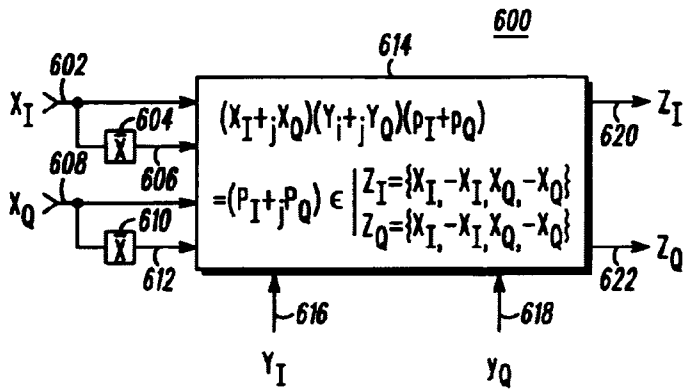 600
614
602
X_I
(X_I+jX_Q)(Y_i+jY_Q)(p_I+p_Q)
Z_I
620
604
X̄
606
608
X_Q
=(P_I+jP_Q) ∈ | Z_I={X_I,-X_I,X_Q,-X_Q}
Z_Q={X_I,-X_I,X_Q,-X_Q}
610
X̄
612
Z_Q
622
616
618
Y_I
y_Q